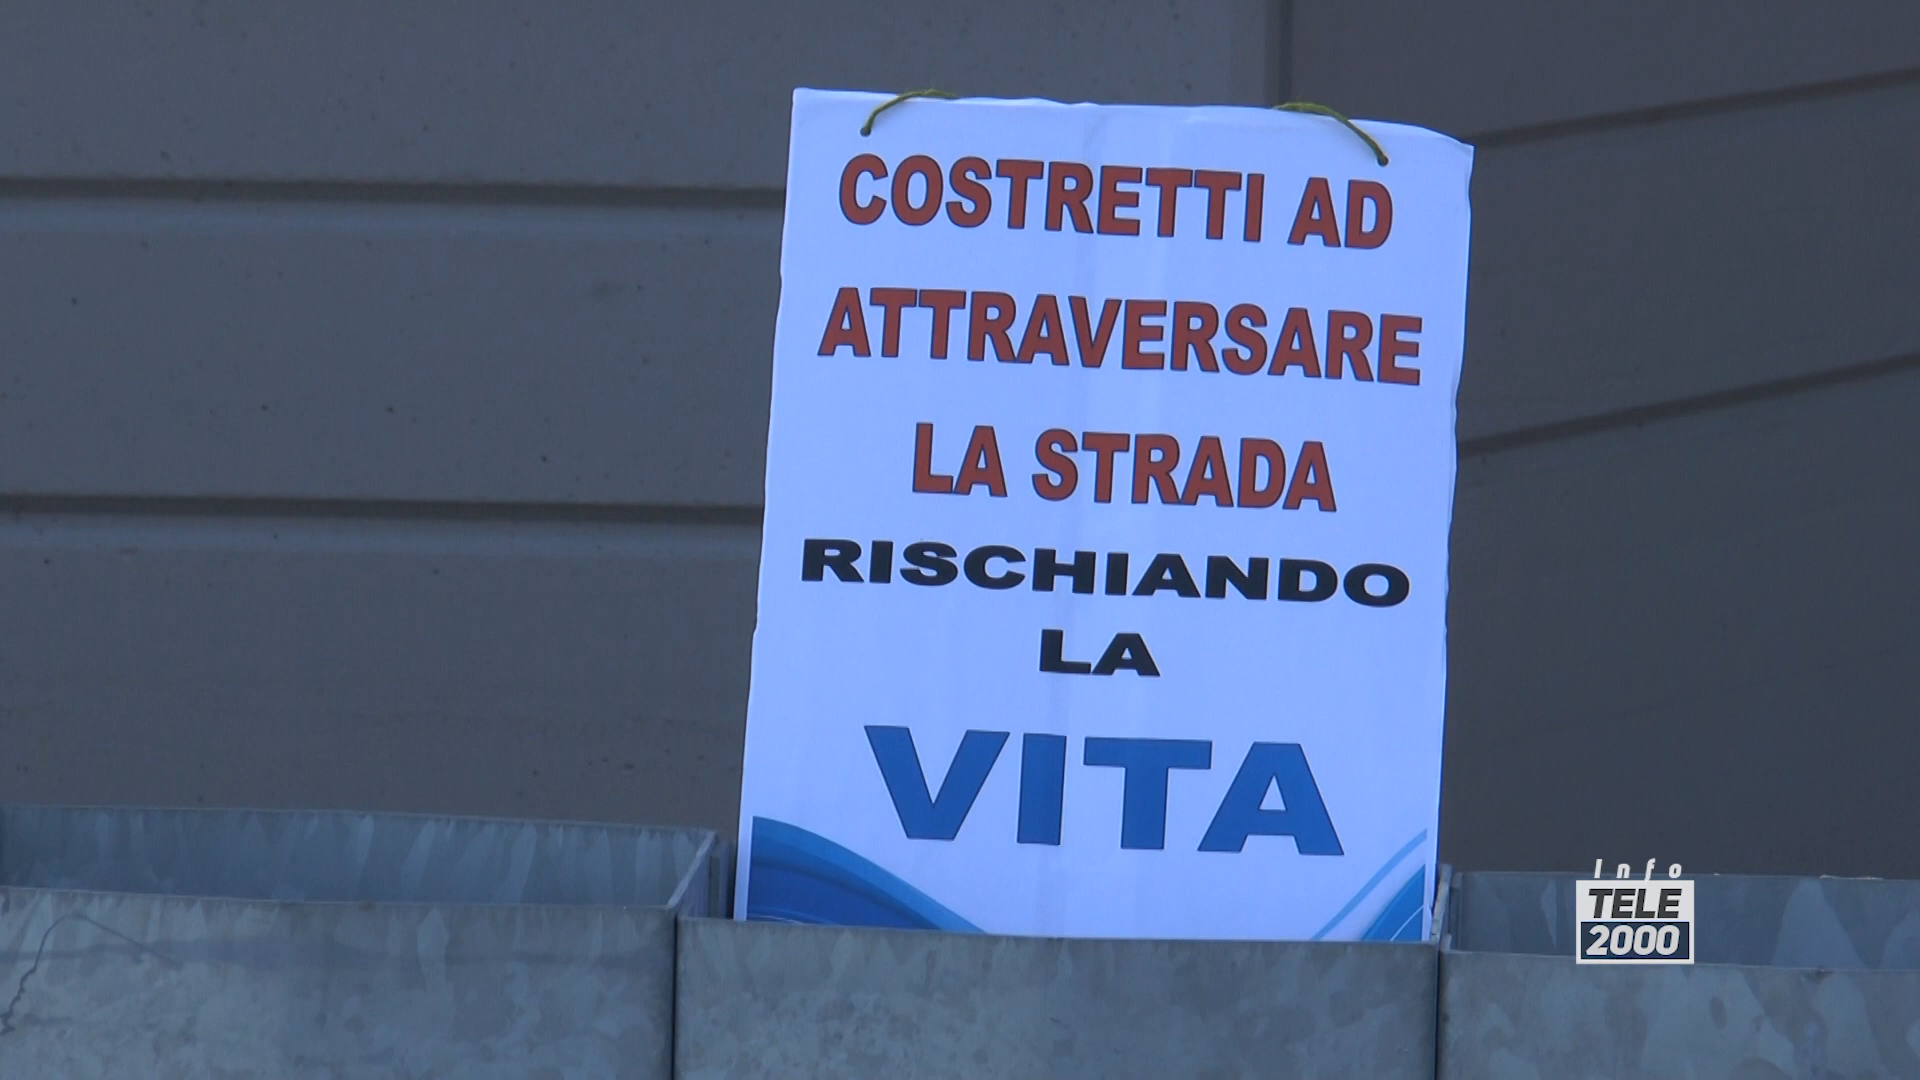 COSTRETTI AD
ATTRAVERSARE
LA STRADA
RISCHIANDO
LA
VITA
Info
TELE
2000